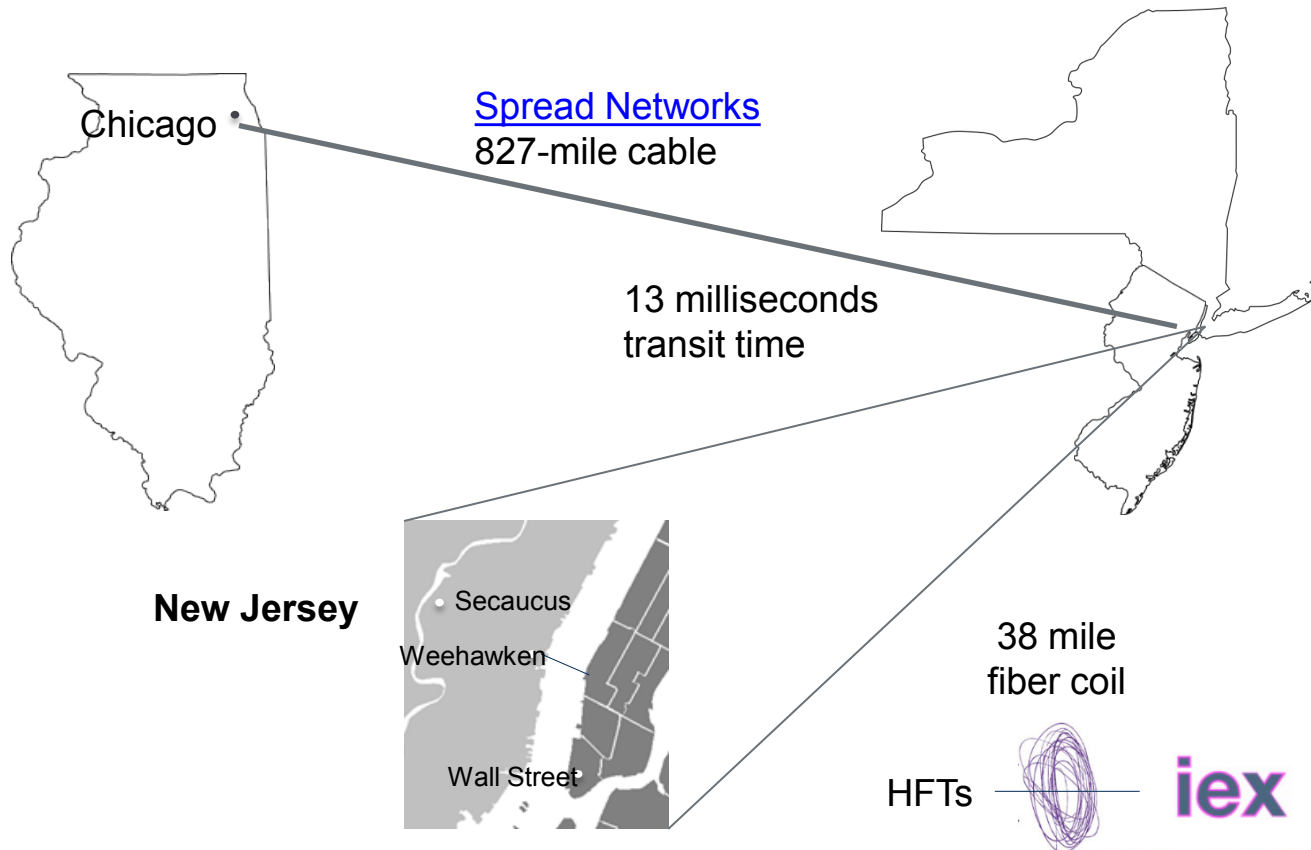 Chicago
Spread Networks
827-mile cable
13 milliseconds
transit time
New Jersey
Secaucus
Weehawken
Wall Street
38 mile
fiber coil
HFTs
iex